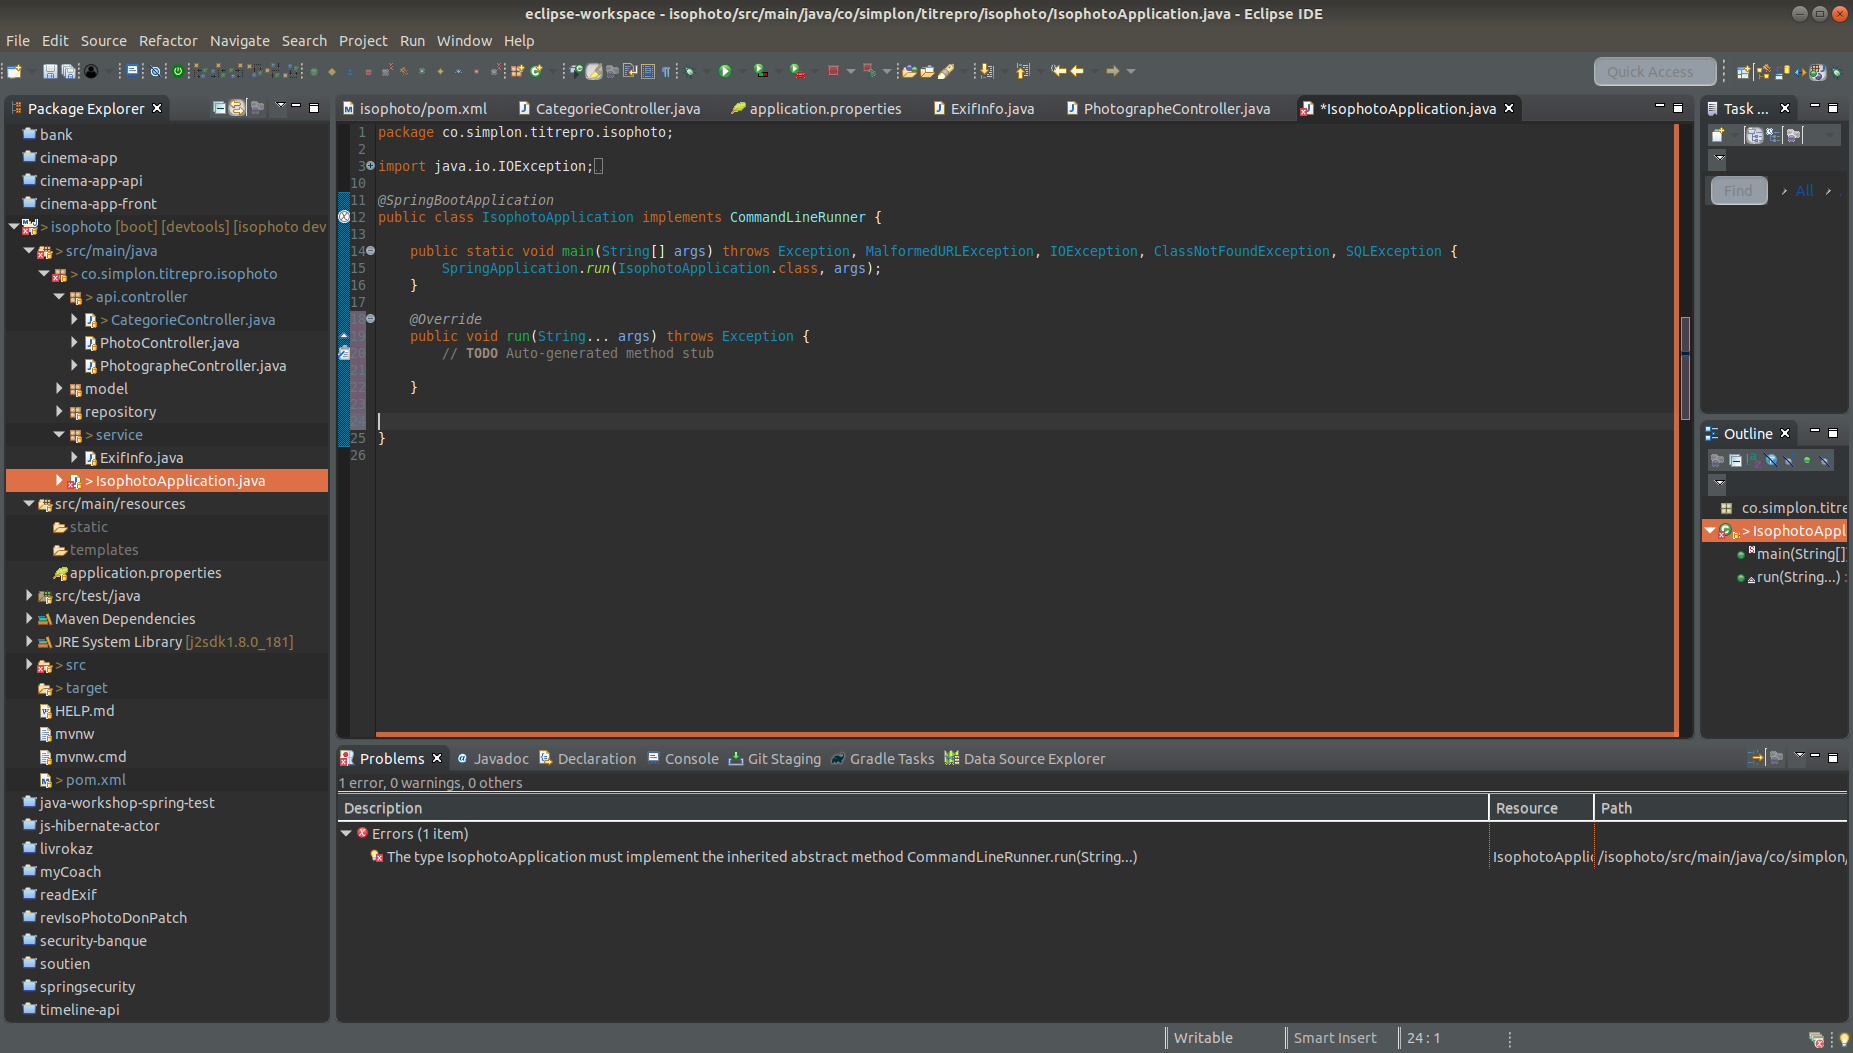 eclipse-workspace - isophoto/src/main/java/co/simplon/titrepro/isophoto/IsophotoApplication.java - Eclipse IDE
File Edit Source Refactor Navigate Search Project Run Window Help
Quick Access
Package Explorer
bank
cinema-app
cinema-app-api
cinema-app-front
> isophoto [boot] [devtools] [isophoto dev
> src/main/java
> co.simplon.titrepro.isophoto
> api.controller
> CategorieController.java
PhotoController.java
PhotographeController.java
model
repository
> service
ExifInfo.java
> IsophotoApplication.java
src/main/resources
static
templates
application.properties
src/test/java
Maven Dependencies
JRE System Library [j2sdk1.8.0_181]
> src
> target
HELP.md
mvnw
mvnw.cmd
> pom.xml
java-workshop-spring-test
js-hibernate-actor
livrokaz
myCoach
readExif
revIsoPhotoDonPatch
security-banque
soutien
springsecurity
timeline-api
isophoto/pom.xml CategorieController.java application.properties ExifInfo.java PhotographeController.java *IsophotoApplication.java
1 package co.simplon.titrepro.isophoto;
2
3 import java.io.IOException;
10
11 @SpringBootApplication
12 public class IsophotoApplication implements CommandLineRunner {
13
14 public static void main(String[] args) throws Exception, MalformedURLException, IOException, ClassNotFoundException, SQLException {
15 SpringApplication.run(IsophotoApplication.class, args);
16 }
17
18 @Override
19 public void run(String... args) throws Exception {
20 // TODO Auto-generated method stub
21
22 }
23
24
25 }
26
Task ...
Find All
Outline
co.simplon.titre
> IsophotoAppl
main(String[]
run(String...) :
Problems Javadoc Declaration Console Git Staging Gradle Tasks Data Source Explorer
1 error, 0 warnings, 0 others
Description Resource Path
Errors (1 item)
The type IsophotoApplication must implement the inherited abstract method CommandLineRunner.run(String...) IsophotoAppli /isophoto/src/main/java/co/simplon/
Writable Smart Insert 24 : 1